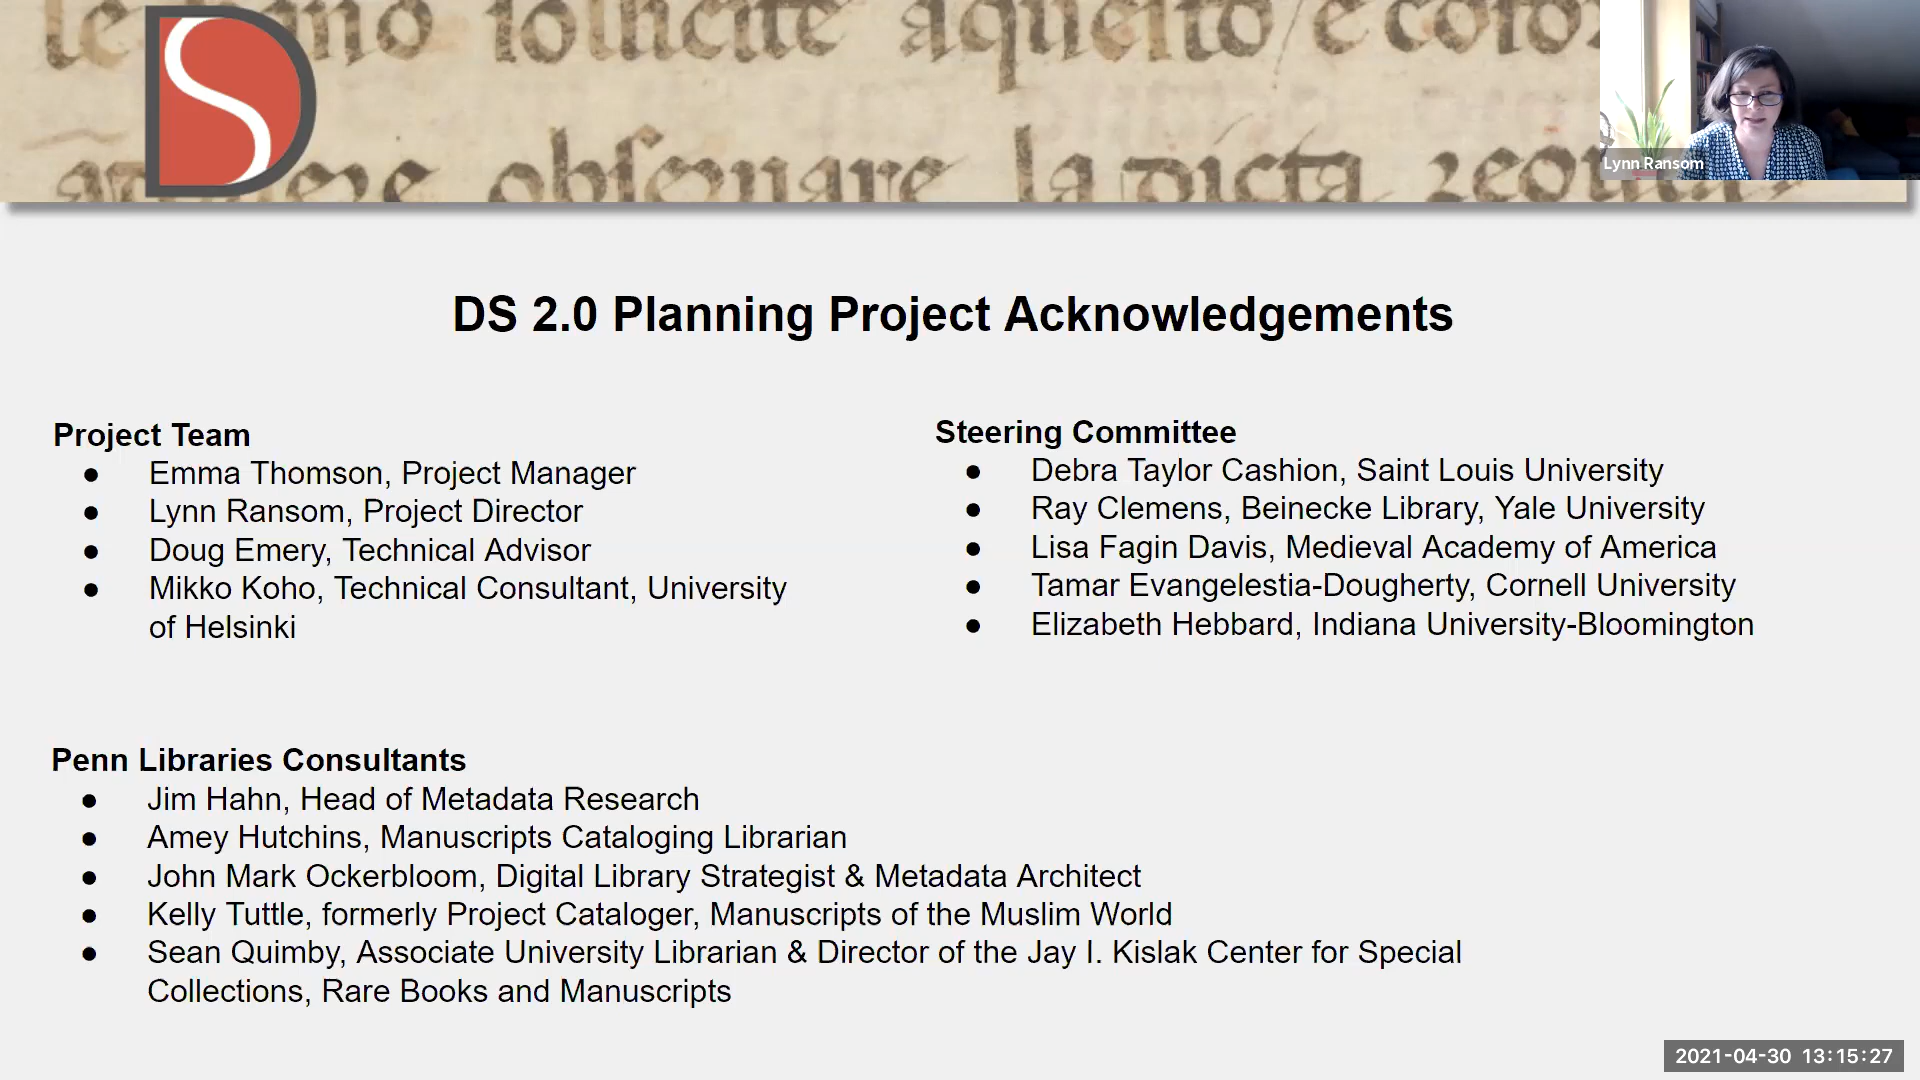 sollicite
DS
Lynn Ransom
la dicta
DS 2.0 Planning Project Acknowledgements
Project Team
● Emma Thomson, Project Manager
● Lynn Ransom, Project Director
● Doug Emery, Technical Advisor
● Mikko Koho, Technical Consultant, University
of Helsinki
Steering Committee
● Debra Taylor Cashion, Saint Louis University
● Ray Clemens, Beinecke Library, Yale University
● Lisa Fagin Davis, Medieval Academy of America
● Tamar Evangelestia-Dougherty, Cornell University
● Elizabeth Hebbard, Indiana University-Bloomington
Penn Libraries Consultants
● Jim Hahn, Head of Metadata Research
● Amey Hutchins, Manuscripts Cataloging Librarian
● John Mark Ockerbloom, Digital Library Strategist & Metadata Architect
● Kelly Tuttle, formerly Project Cataloger, Manuscripts of the Muslim World
● Sean Quimby, Associate University Librarian & Director of the Jay I. Kislak Center for Special
Collections, Rare Books and Manuscripts
2021-04-30 13:15:27